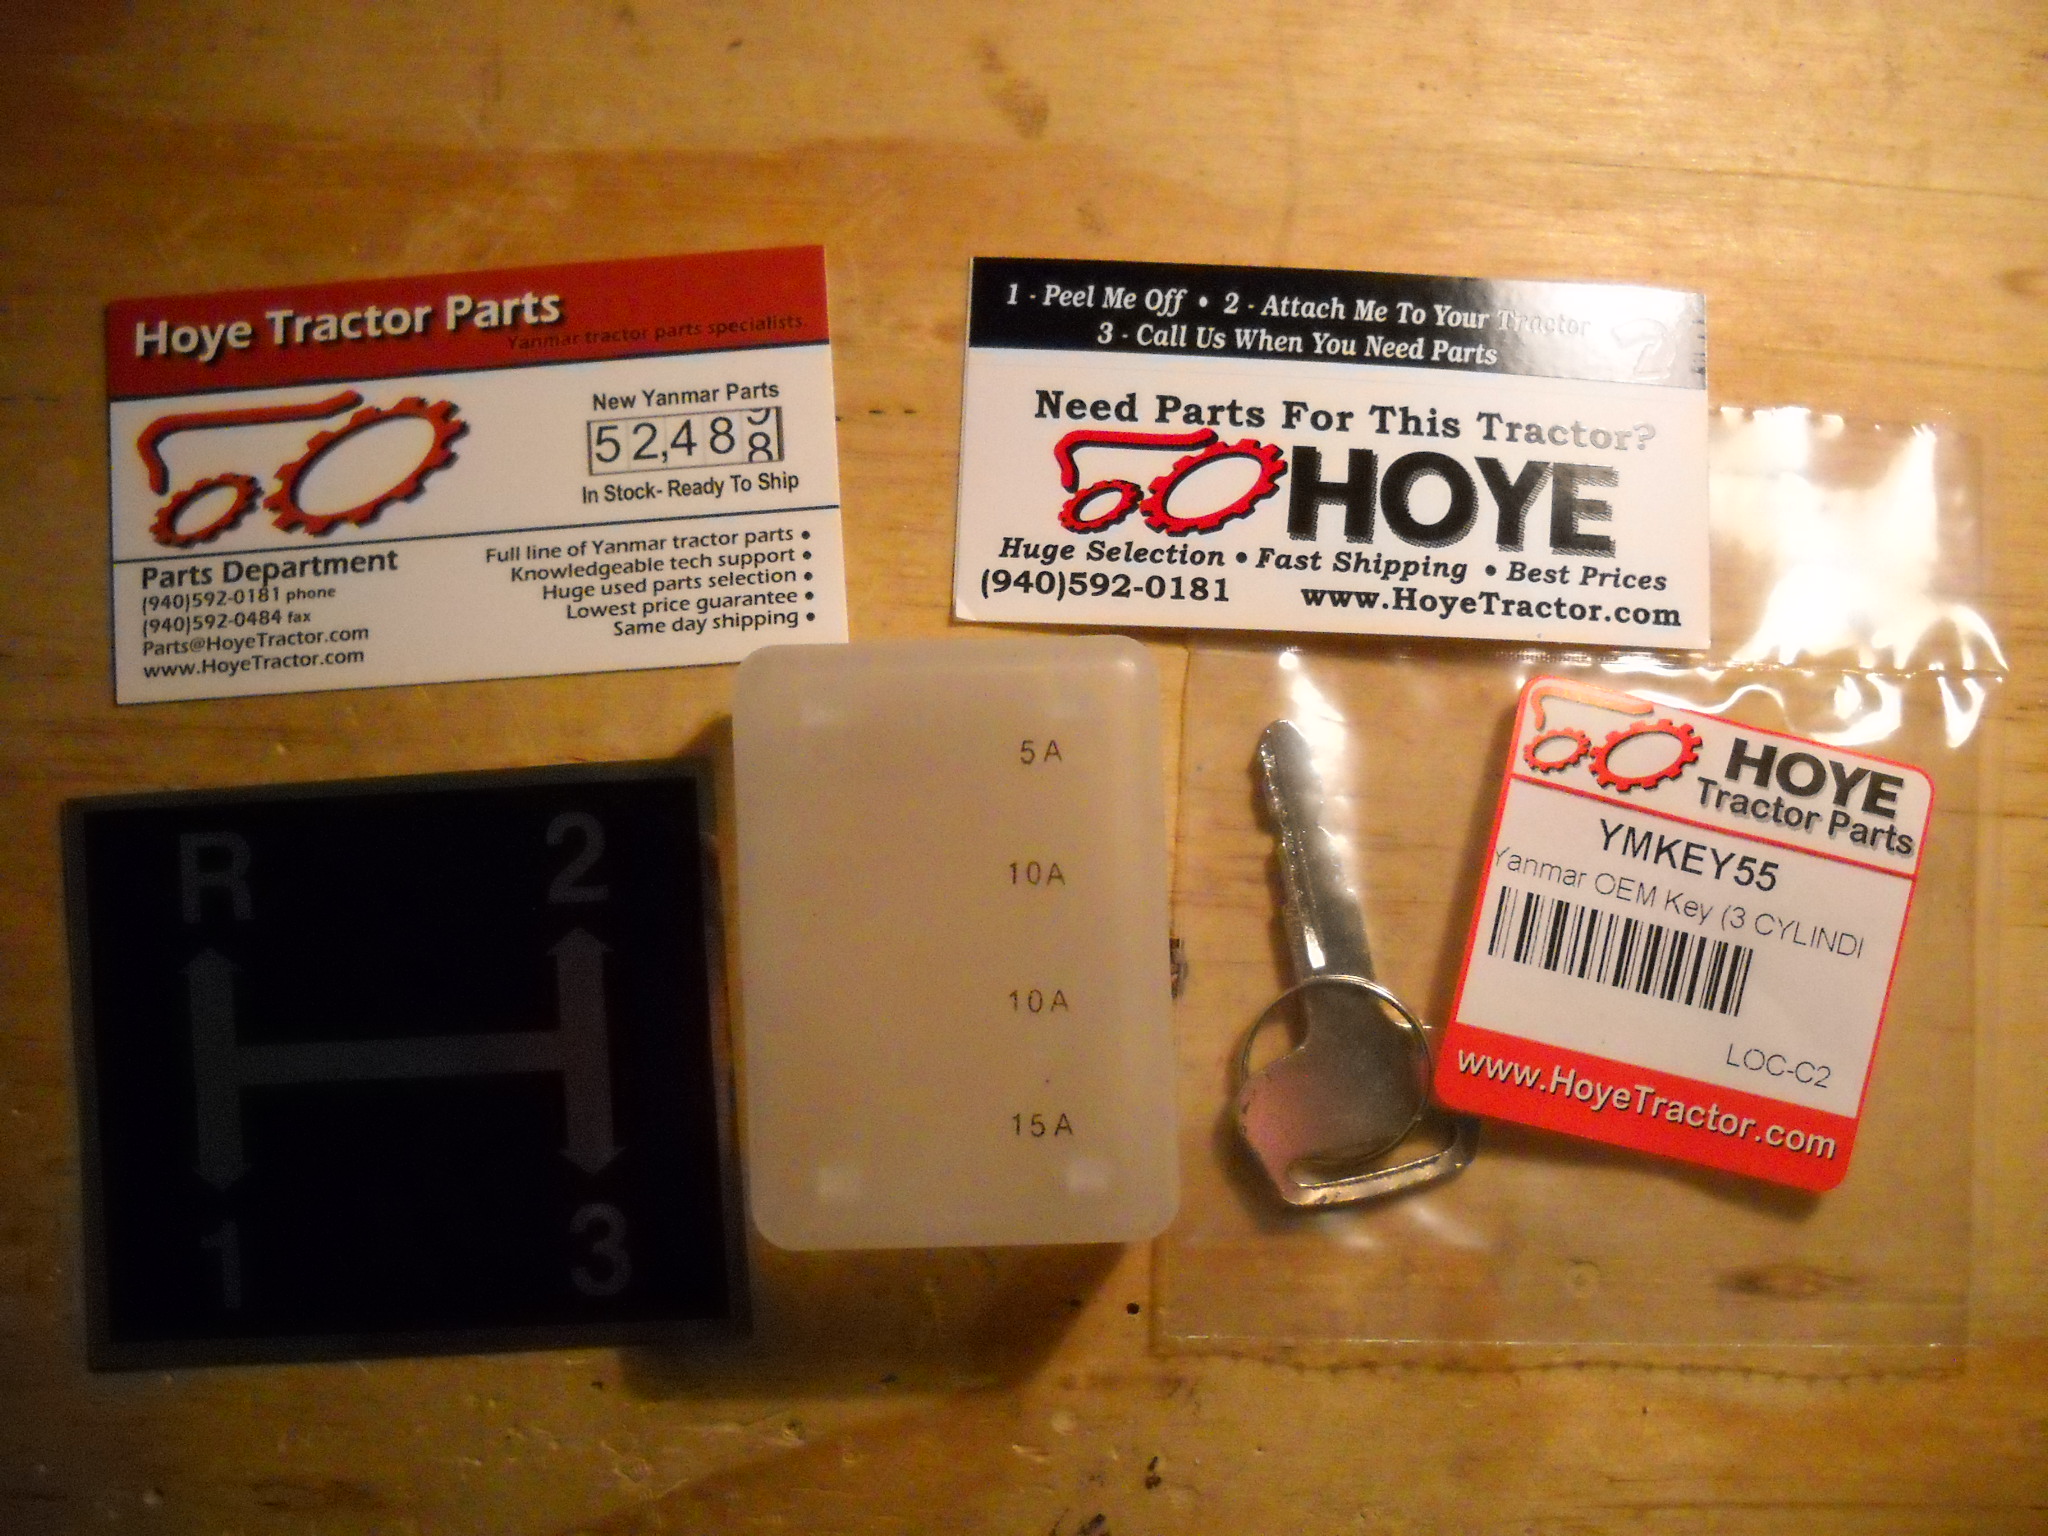 Hoye Tractor Parts
Yanmar tractor parts specialists
New Yanmar Parts
52,488
In Stock- Ready To Ship
Parts Department
(940)592-0181 phone
(940)592-0484 fax
Parts@HoyeTractor.com
www.HoyeTractor.com
Full line of Yanmar tractor parts •
Knowledgeable tech support •
Huge used parts selection •
Lowest price guarantee •
Same day shipping •
1 - Peel Me Off • 2 - Attach Me To Your Tractor
3 - Call Us When You Need Parts
Need Parts For This Tractor?
HOYE
Huge Selection • Fast Shipping • Best Prices
(940)592-0181 www.HoyeTractor.com
R 2
1 3
5A
10A
10A
15A
HOYE
Tractor Parts
YMKEY55
Yanmar OEM Key (3 CYLINDI
LOC-C2
www.HoyeTractor.com